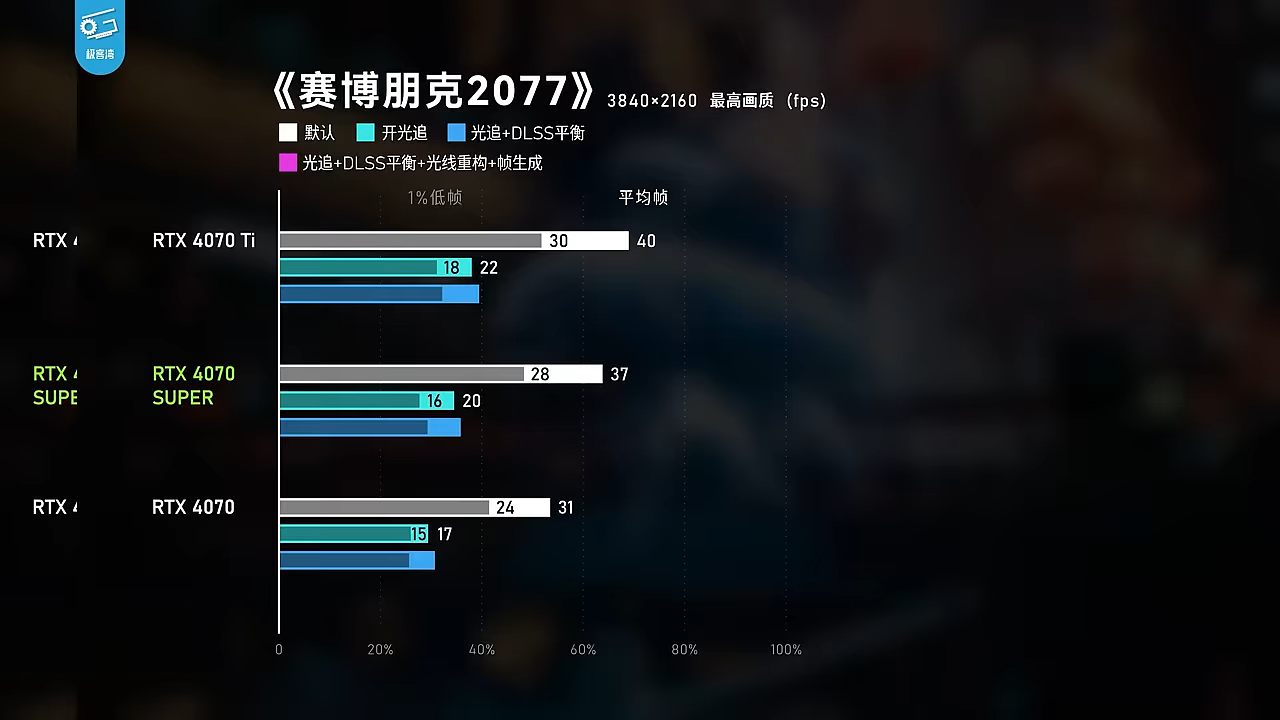 极客湾
《赛博朋克2077》 3840×2160 最高画质 (fps)
默认 开光追 光追+DLSS平衡
光追+DLSS平衡+光线重构+帧生成
1%低帧 平均帧
RTX RTX 4070 Ti 30 40
18 22
RTX RTX 4070 28 37
SUPE SUPER 16 20
RTX RTX 4070 24 31
15 17
0 20% 40% 60% 80% 100%